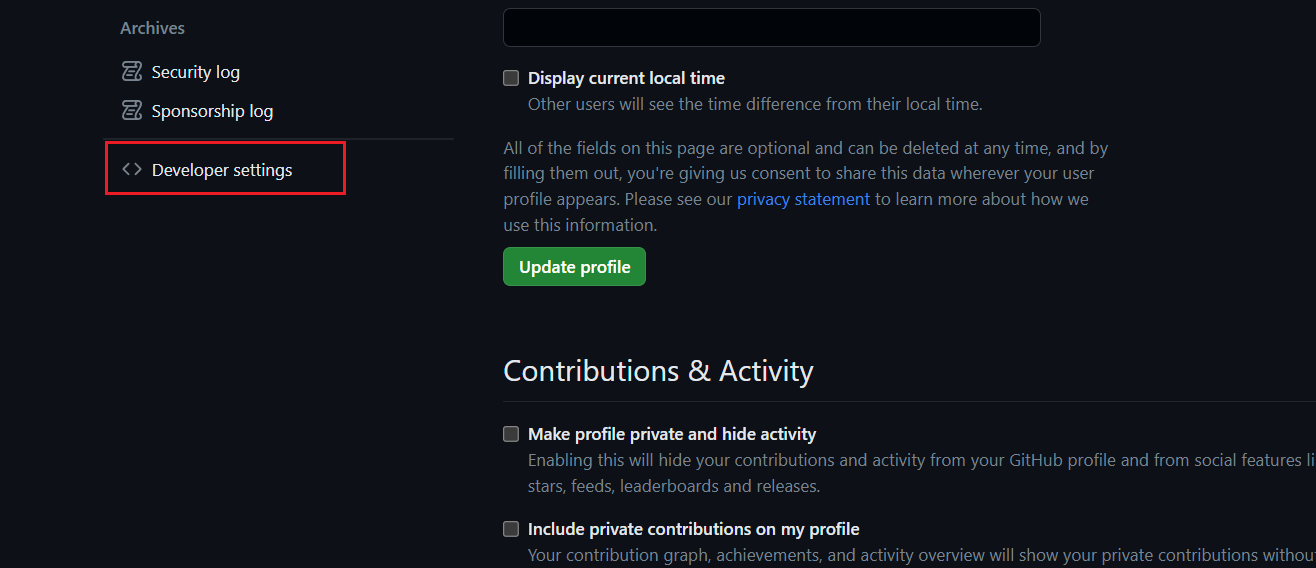 Archives
Security log
Sponsorship log
Developer settings
Display current local time
Other users will see the time difference from their local time.
All of the fields on this page are optional and can be deleted at any time, and by
filling them out, you're giving us consent to share this data wherever your user
profile appears. Please see our privacy statement to learn more about how we
use this information.
Update profile
Contributions & Activity
Make profile private and hide activity
Enabling this will hide your contributions and activity from your GitHub profile and from social features li
stars, feeds, leaderboards and releases.
Include private contributions on my profile
Your contribution graph, achievements, and activity overview will show your private contributions withou